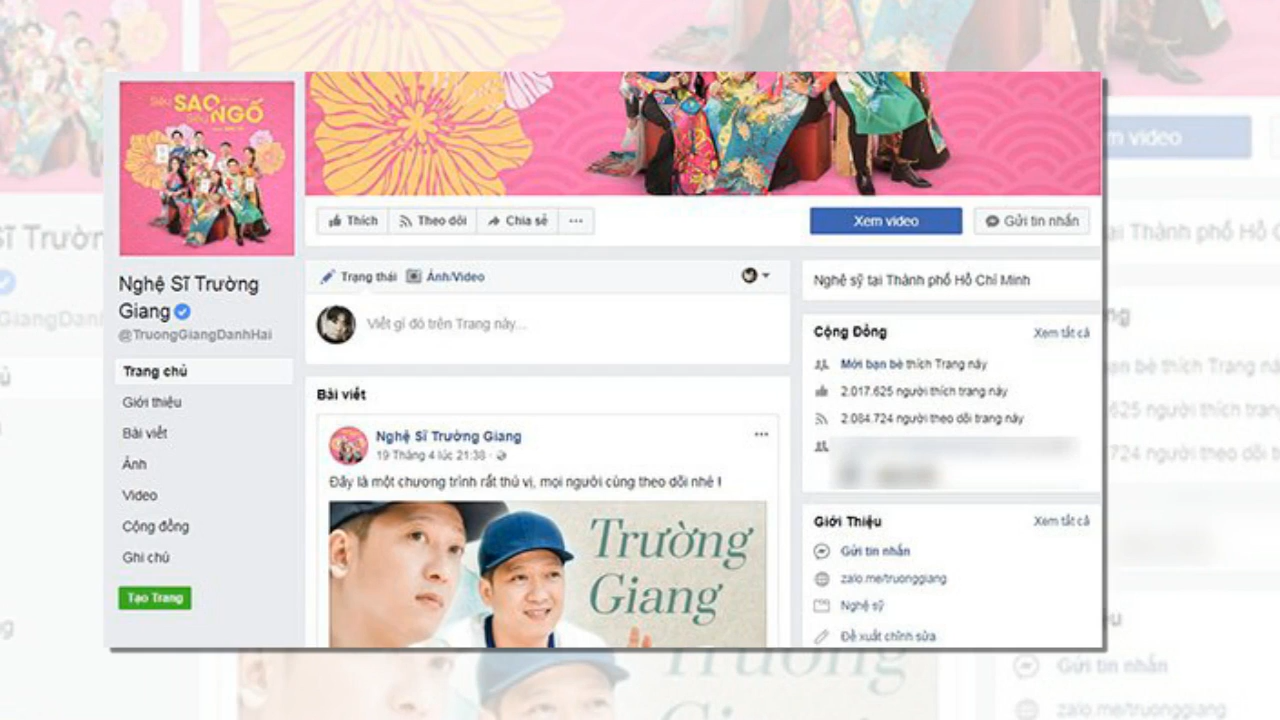 SAO
NGỐ
Thích
Theo dõi
Chia sẻ
Xem video
Gửi tin nhắn
Nghệ Sĩ Trường
Giang
@TruongGiangDanhHai
Trang chủ
Giới thiệu
Bài viết
Ảnh
Video
Cộng đồng
Ghi chú
Tạo Trang
Trạng thái
Ảnh/Video
Viết gì đó trên Trang này...
Bài viết
Nghệ Sĩ Trường Giang
19 Tháng 4 lúc 21:38
Đây là một chương trình rất thú vị, mọi người cùng theo dõi nhé !
Trường
Giang
Nghệ sỹ tại Thành phố Hồ Chí Minh
Cộng Đồng
Xem tất cả
Mời bạn bè thích Trang này
2.017.625 người thích trang này
2.084.724 người theo dõi trang này
Giới Thiệu
Xem tất cả
Gửi tin nhắn
zalo.me/truonggiang
Nghệ sỹ
Đề xuất chỉnh sửa